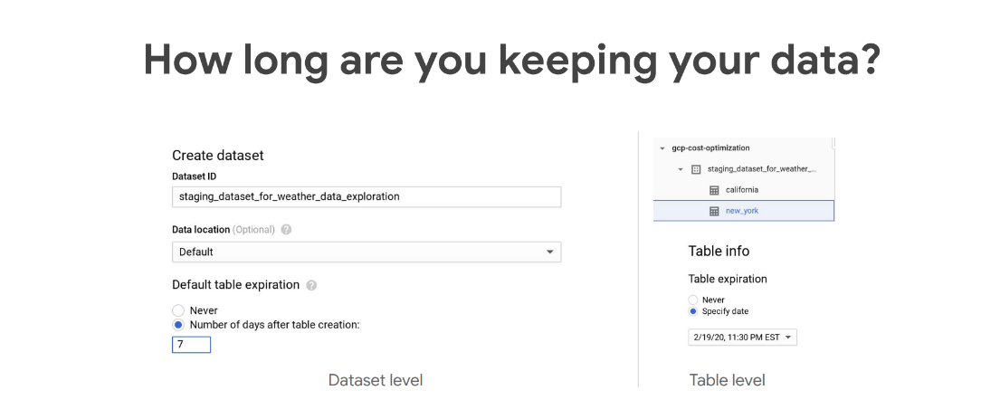 How long are you keeping your data?
Create dataset
Dataset ID
staging_dataset_for_weather_data_exploration
Data location (Optional) ?
Default
Default table expiration ?
Never
Number of days after table creation:
7
Dataset level
gcp-cost-optimization
staging_dataset_for_weather_...
california
new_york
Table info
Table expiration
Never
Specify date
2/19/20, 11:30 PM EST
Table level